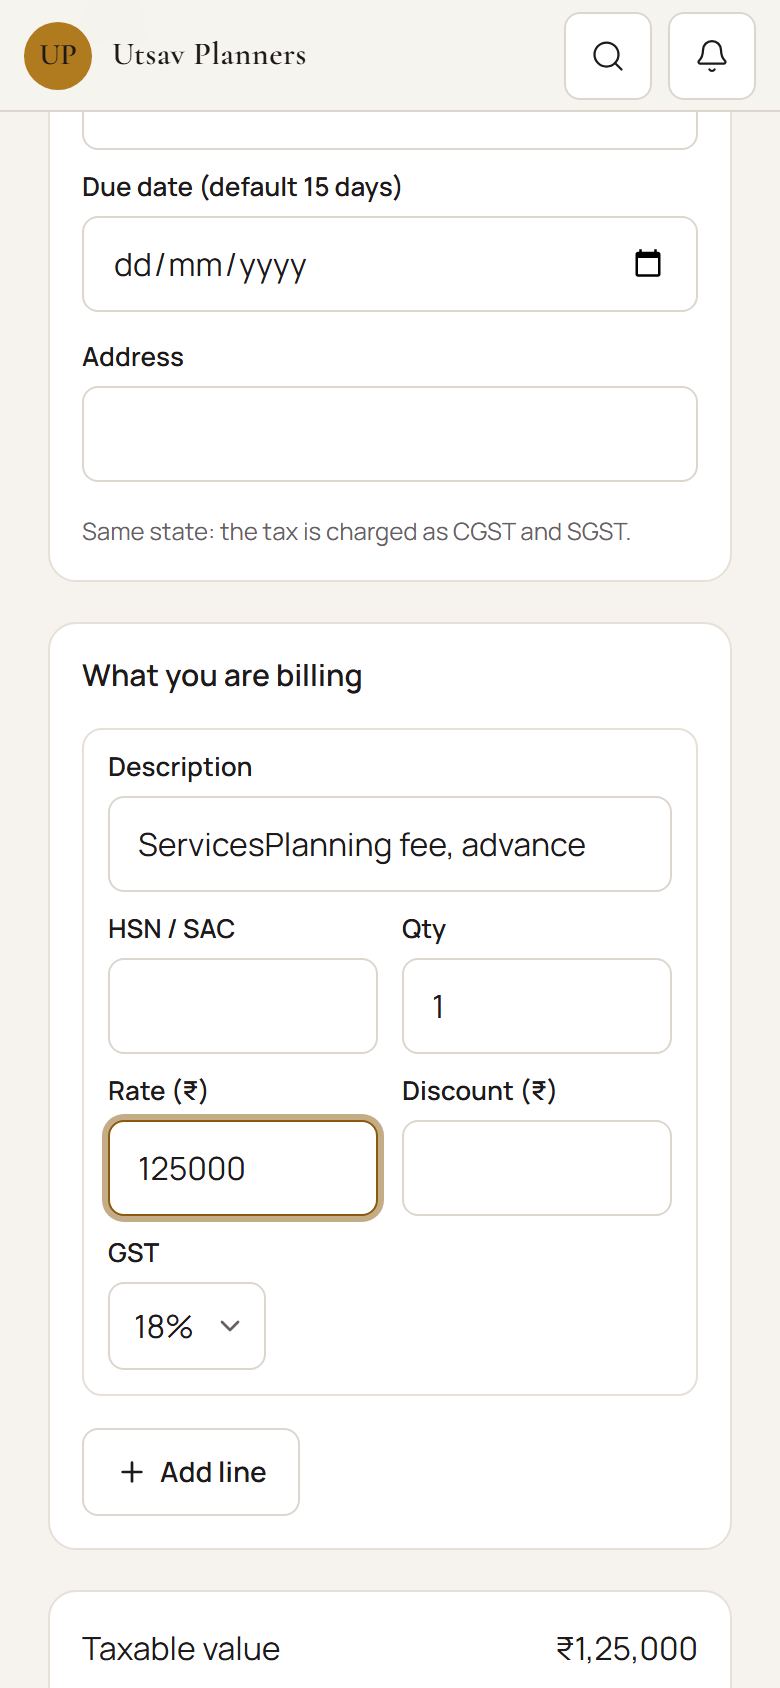 UP Utsav Planners
Due date (default 15 days)
dd/mm/yyyy
Address
Same state: the tax is charged as CGST and SGST.
What you are billing
Description
ServicesPlanning fee, advance
HSN / SAC Qty
1
Rate (₹) Discount (₹)
125000
GST
18%
+ Add line
Taxable value ₹1,25,000